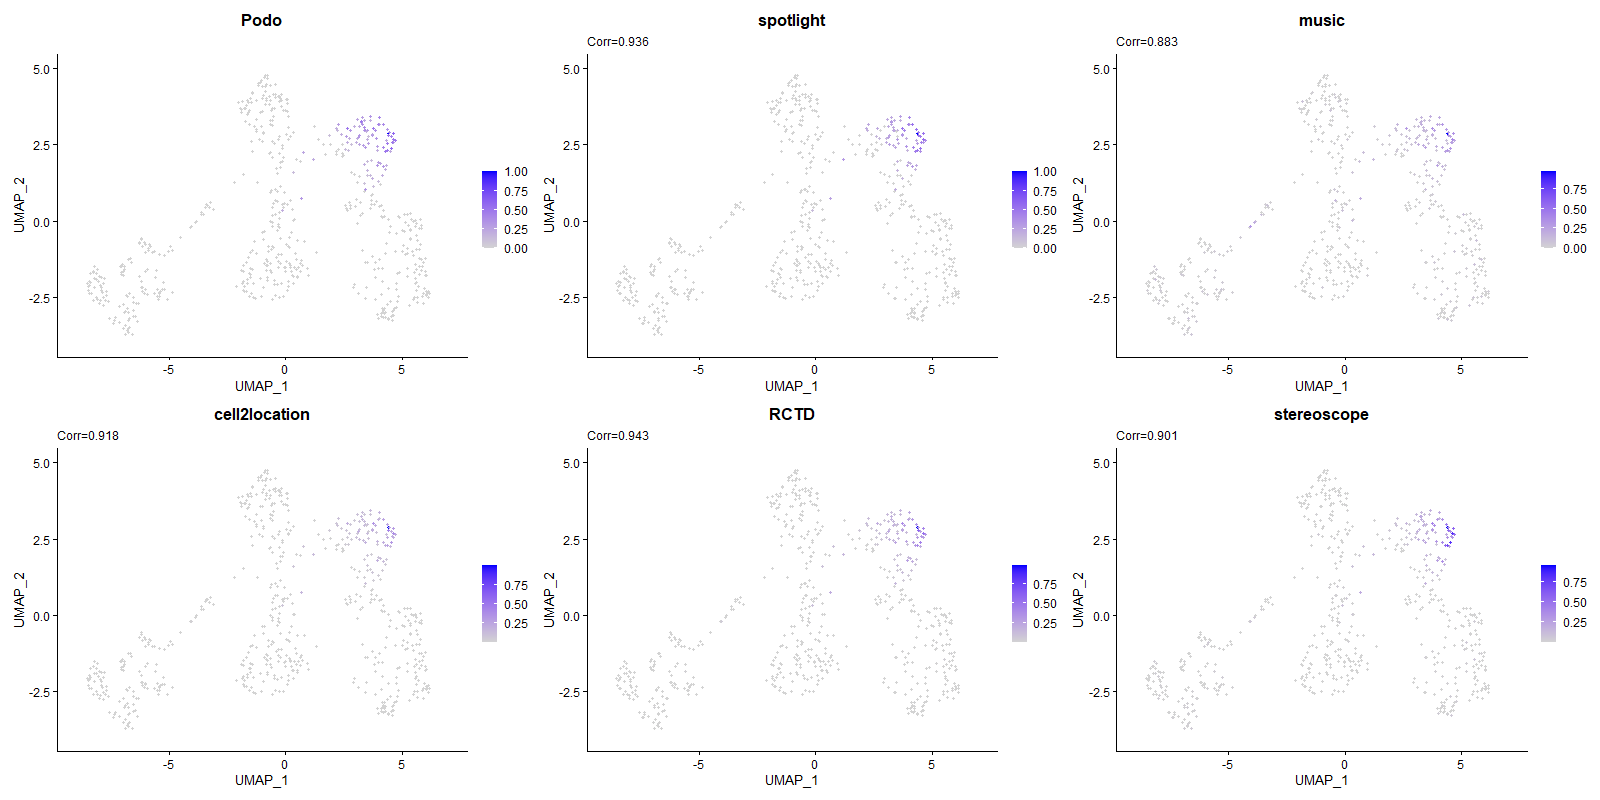 Podo
5.0
2.5
0.0
-2.5
-5
0
5
UMAP_1
UMAP_2
1.00
0.75
0.50
0.25
0.00
spotlight
Corr=0.936
5.0
2.5
0.0
-2.5
-5
0
5
UMAP_1
UMAP_2
1.00
0.75
0.50
0.25
0.00
music
Corr=0.883
5.0
2.5
0.0
-2.5
-5
0
5
UMAP_1
UMAP_2
0.75
0.50
0.25
0.00
cell2location
Corr=0.918
5.0
2.5
0.0
-2.5
-5
0
5
UMAP_1
UMAP_2
0.75
0.50
0.25
RCTD
Corr=0.943
5.0
2.5
0.0
-2.5
-5
0
5
UMAP_1
UMAP_2
0.75
0.50
0.25
stereoscope
Corr=0.901
5.0
2.5
0.0
-2.5
-5
0
5
UMAP_1
UMAP_2
0.75
0.50
0.25